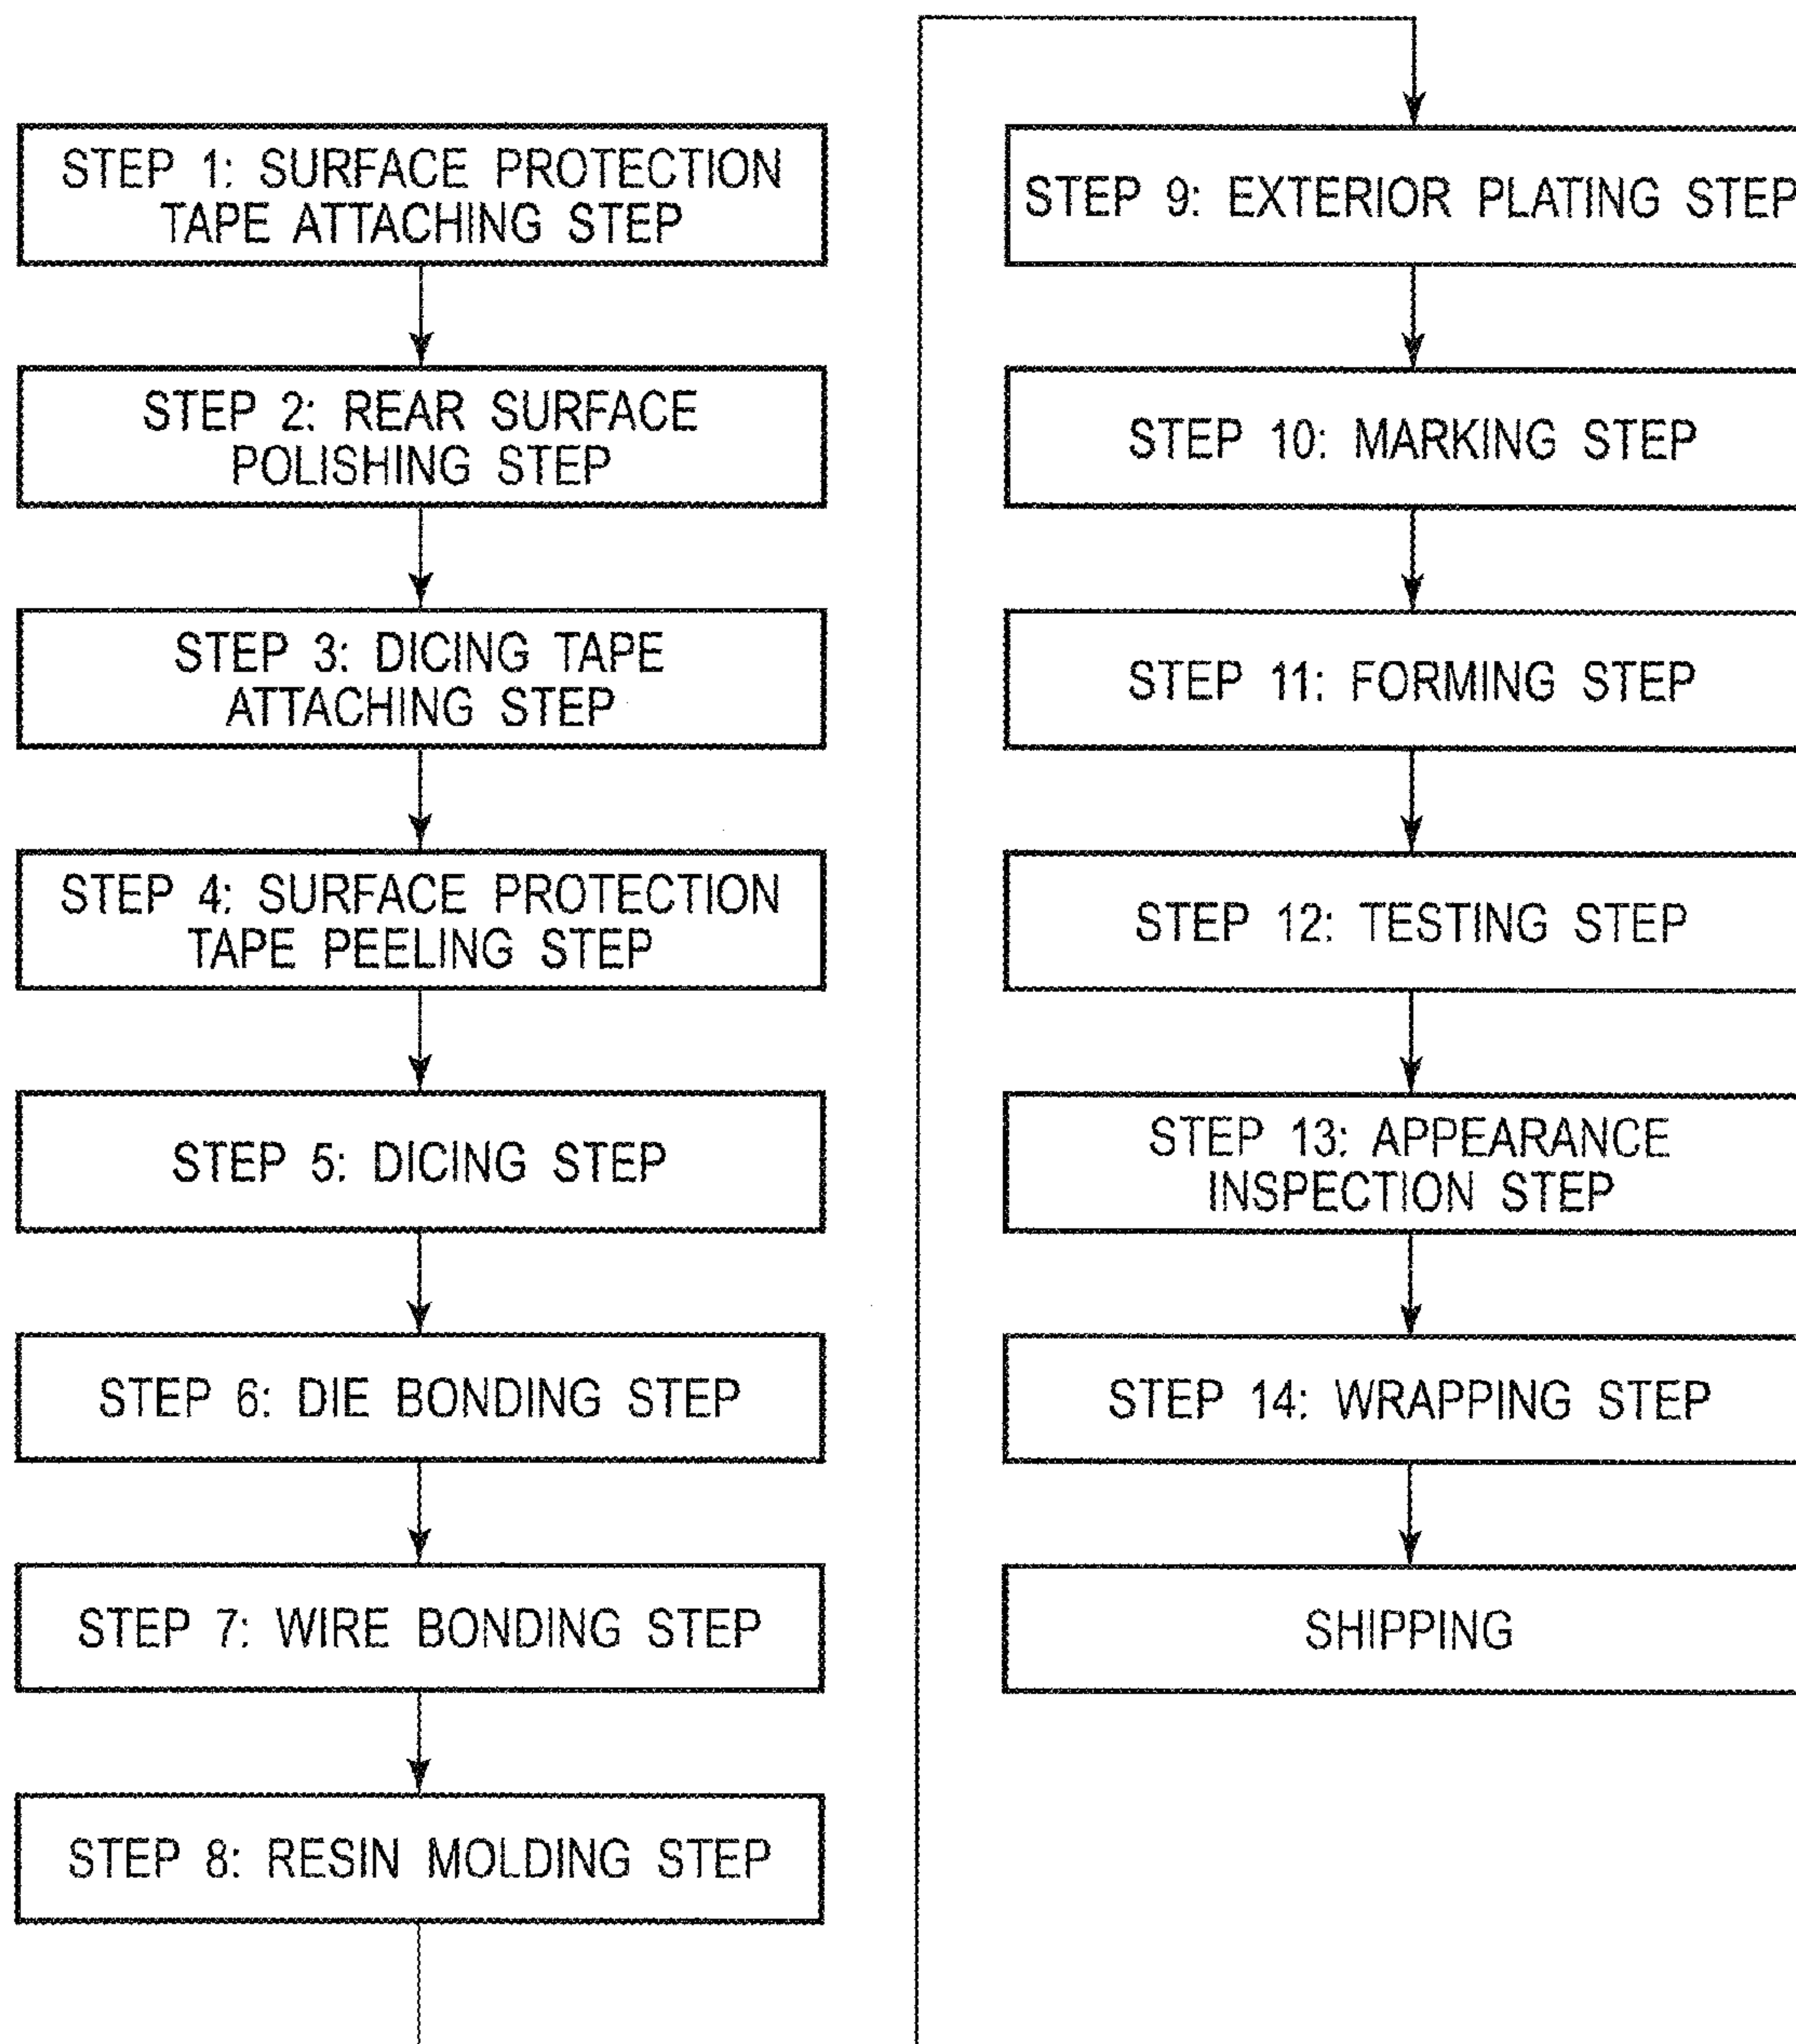 STEP 1: SURFACE PROTECTION
TAPE ATTACHING STEP
STEP 2: REAR SURFACE
POLISHING STEP
STEP 3: DICING TAPE
ATTACHING STEP
STEP 4: SURFACE PROTECTION
TAPE PEELING STEP
STEP 5: DICING STEP
STEP 6: DIE BONDING STEP
STEP 7: WIRE BONDING STEP
STEP 8: RESIN MOLDING STEP
STEP 9: EXTERIOR PLATING STEP
STEP 10: MARKING STEP
STEP 11: FORMING STEP
STEP 12: TESTING STEP
STEP 13: APPEARANCE
INSPECTION STEP
STEP 14: WRAPPING STEP
SHIPPING